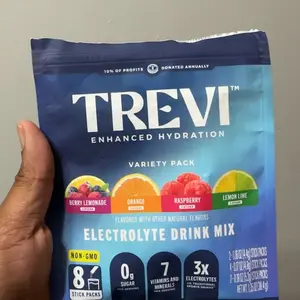 10% OF PROFITS DONATED ANNUALLY
TREVI™
ENHANCED HYDRATION
VARIETY PACK
BERRY LEMONADE
ORANGE
RASPBERRY
LEMON LIME
FLAVORED WITH OTHER NATURAL FLAVORS
ELECTROLYTE DRINK MIX
NON-GMO
8
STICK PACKS
0g
SUGAR
7
VITAMINS AND
MINERALS
3x
ELECTROLYTES